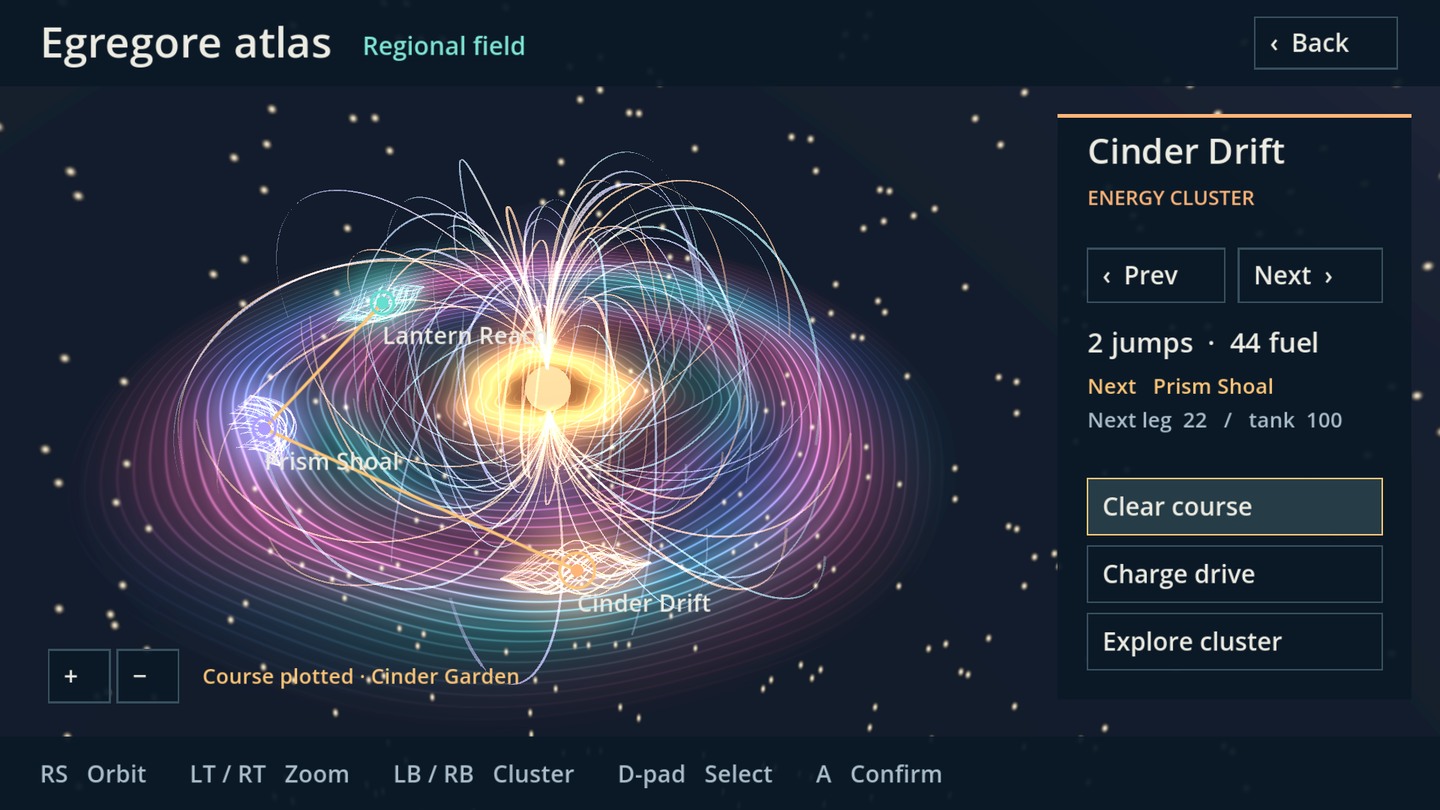 Egregore atlas
Regional field
‹ Back
Cinder Drift
ENERGY CLUSTER
‹ Prev
Next ›
2 jumps · 44 fuel
Next Prism Shoal
Next leg 22 / tank 100
Clear course
Charge drive
Explore cluster
Lantern Reach
Prism Shoal
Cinder Drift
+
−
Course plotted · Cinder Garden
RS Orbit LT / RT Zoom LB / RB Cluster D-pad Select A Confirm